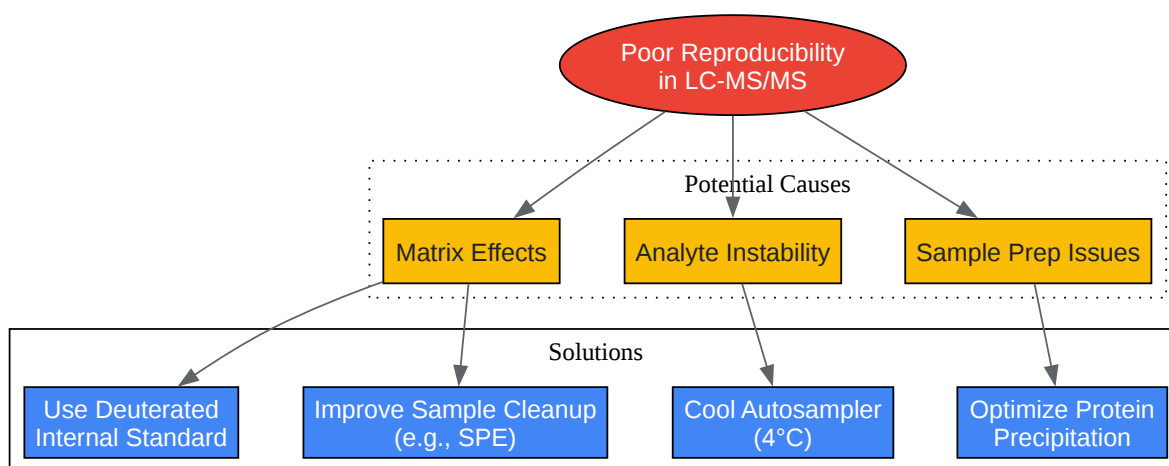 Poor Reproducibility
in LC-MS/MS
Potential Causes
Matrix Effects
Analyte Instability
Sample Prep Issues
Solutions
Use Deuterated
Internal Standard
Improve Sample Cleanup
(e.g., SPE)
Cool Autosampler
(4°C)
Optimize Protein
Precipitation